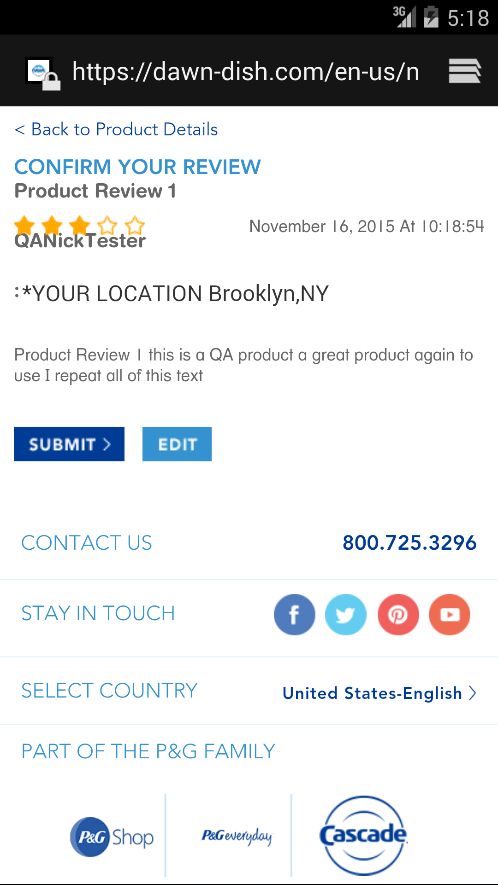 3G 5:18
https://dawn-dish.com/en-us/n
< Back to Product Details
CONFIRM YOUR REVIEW
Product Review 1
November 16, 2015 At 10:18:54
QANickTester
:*YOUR LOCATION Brooklyn,NY
Product Review 1 this is a QA product a great product again to
use I repeat all of this text
SUBMIT > EDIT
CONTACT US 800.725.3296
STAY IN TOUCH
SELECT COUNTRY United States-English >
PART OF THE P&G FAMILY
P&G Shop P&G everyday Cascade